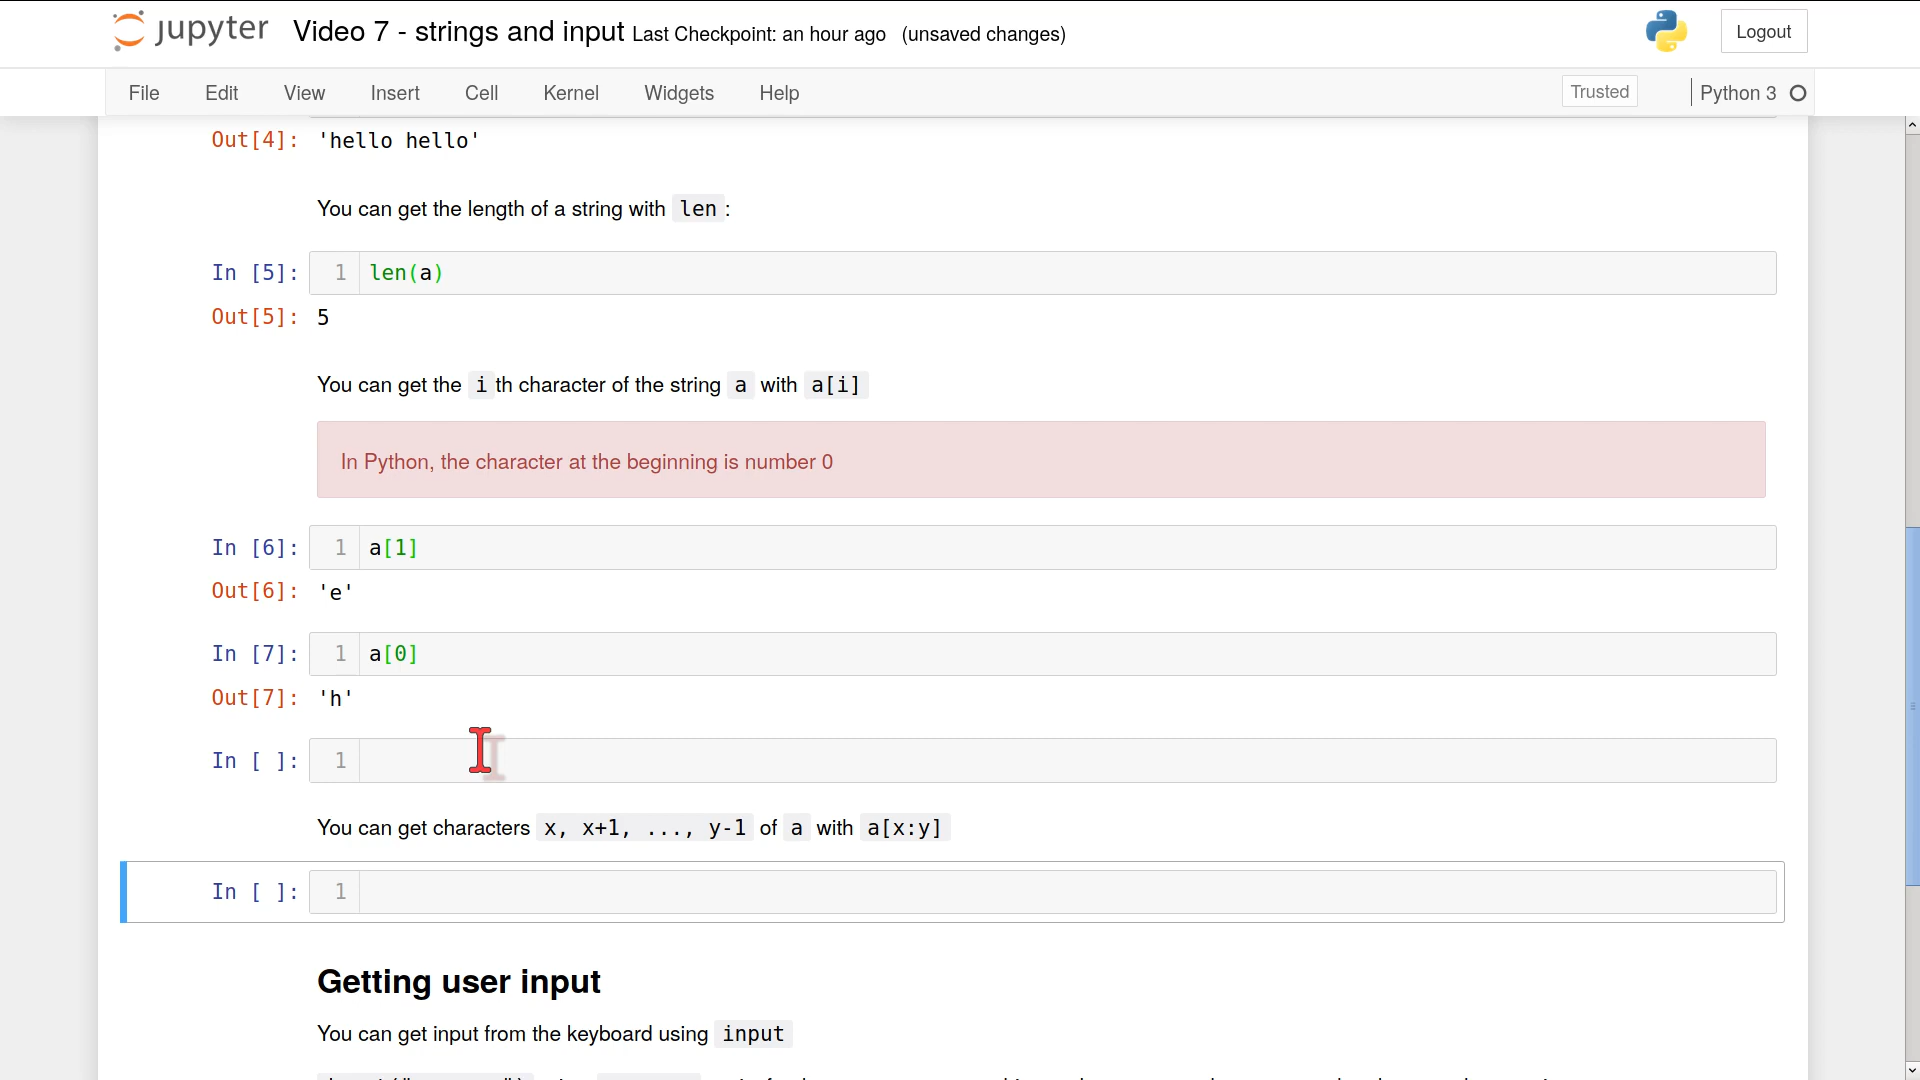 jupyter Video 7 - strings and input Last Checkpoint: an hour ago (unsaved changes) Logout
File Edit View Insert Cell Kernel Widgets Help Trusted Python 3
Out[4]: 'hello hello'
You can get the length of a string with len :
In [5]: 1 len(a)
Out[5]: 5
You can get the i th character of the string a with a[i]
In Python, the character at the beginning is number 0
In [6]: 1 a[1]
Out[6]: 'e'
In [7]: 1 a[0]
Out[7]: 'h'
In [ ]: 1
You can get characters x, x+1, ..., y-1 of a with a[x:y]
In [ ]: 1
Getting user input
You can get input from the keyboard using input